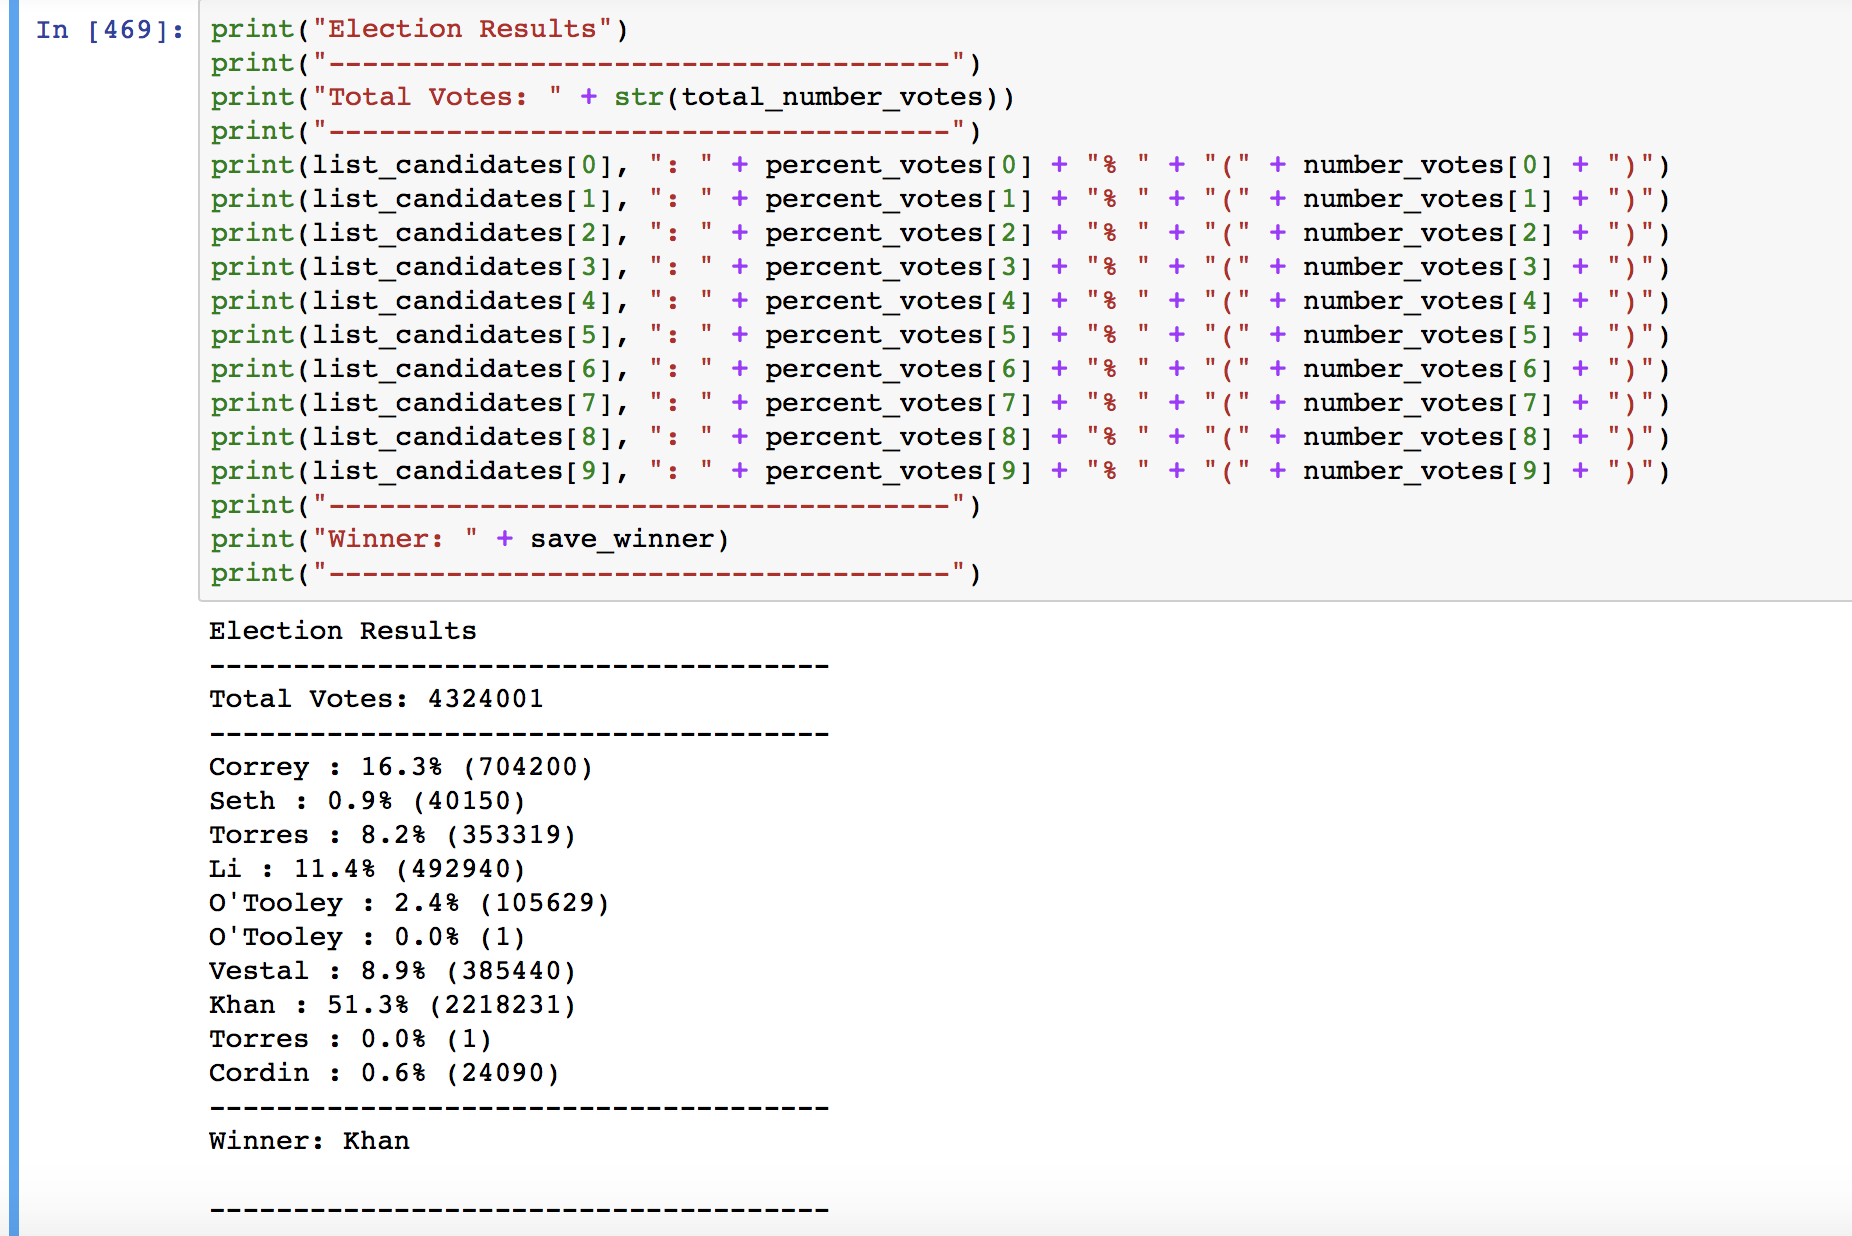 In [469]: print("Election Results")
print("-------------------------------------")
print("Total Votes: " + str(total_number_votes))
print("-------------------------------------")
print(list_candidates[0], ": " + percent_votes[0] + "% " + "(" + number_votes[0] + ")")
print(list_candidates[1], ": " + percent_votes[1] + "% " + "(" + number_votes[1] + ")")
print(list_candidates[2], ": " + percent_votes[2] + "% " + "(" + number_votes[2] + ")")
print(list_candidates[3], ": " + percent_votes[3] + "% " + "(" + number_votes[3] + ")")
print(list_candidates[4], ": " + percent_votes[4] + "% " + "(" + number_votes[4] + ")")
print(list_candidates[5], ": " + percent_votes[5] + "% " + "(" + number_votes[5] + ")")
print(list_candidates[6], ": " + percent_votes[6] + "% " + "(" + number_votes[6] + ")")
print(list_candidates[7], ": " + percent_votes[7] + "% " + "(" + number_votes[7] + ")")
print(list_candidates[8], ": " + percent_votes[8] + "% " + "(" + number_votes[8] + ")")
print(list_candidates[9], ": " + percent_votes[9] + "% " + "(" + number_votes[9] + ")")
print("-------------------------------------")
print("Winner: " + save_winner)
print("-------------------------------------")
Election Results
-------------------------------------
Total Votes: 4324001
-------------------------------------
Correy : 16.3% (704200)
Seth : 0.9% (40150)
Torres : 8.2% (353319)
Li : 11.4% (492940)
O'Tooley : 2.4% (105629)
O'Tooley : 0.0% (1)
Vestal : 8.9% (385440)
Khan : 51.3% (2218231)
Torres : 0.0% (1)
Cordin : 0.6% (24090)
-------------------------------------
Winner: Khan
-------------------------------------